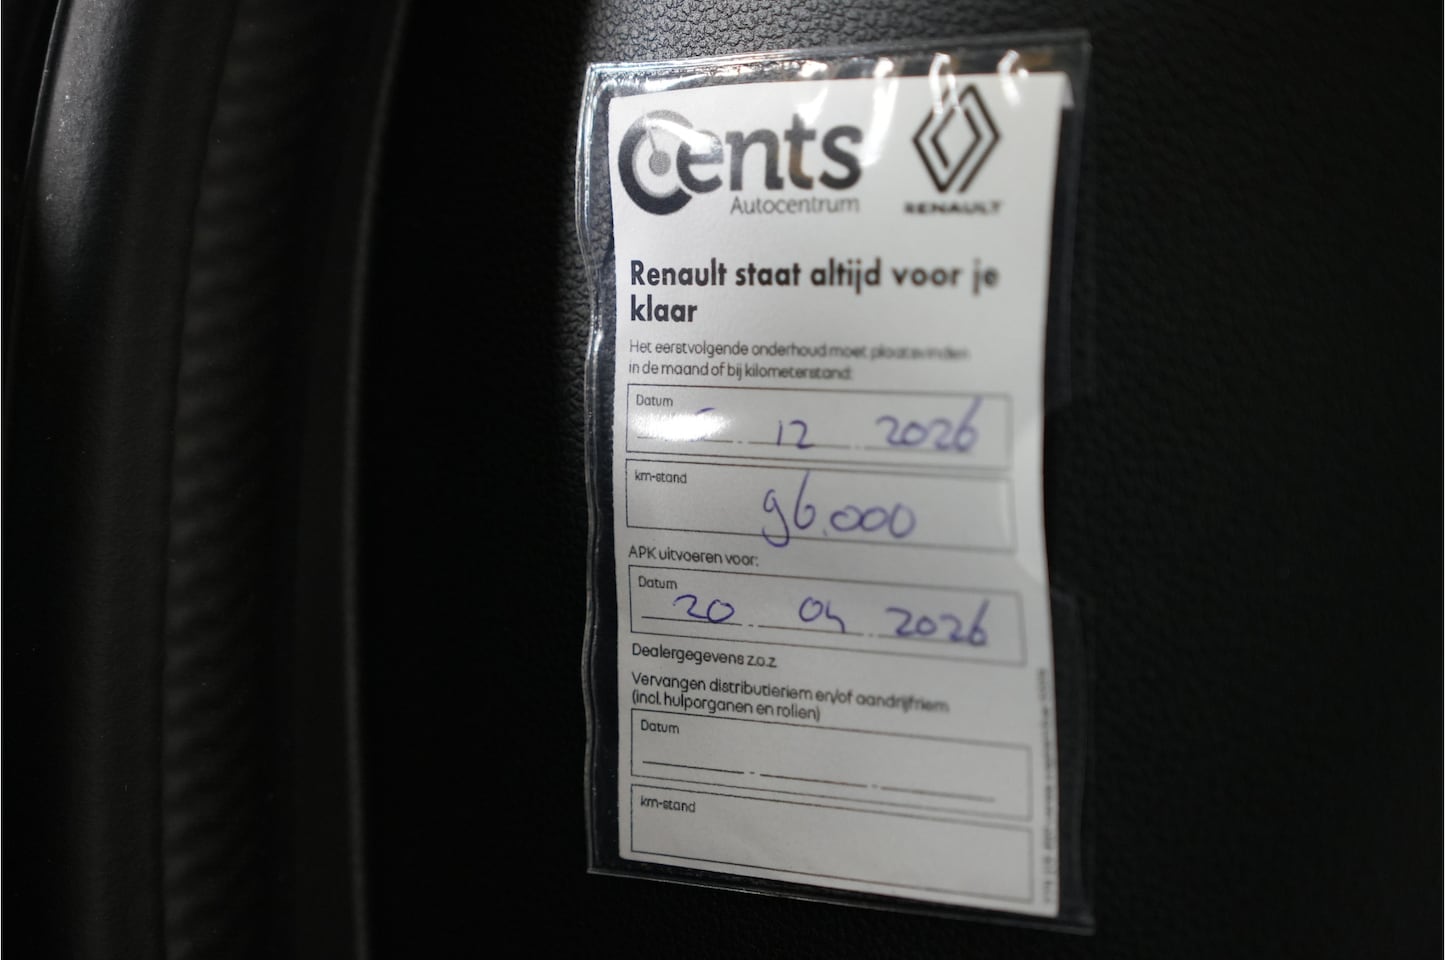 Cents
Autocentrum
RENAULT
Renault staat altijd voor je
klaar
Het eerstvolgende onderhoud moet plaatsvinden
in de maand of bij kilometerstand:
Datum
- 12 2026
km-stand
96.000
APK uitvoeren voor:
Datum
20 04 2026
Dealergegevens z.o.z.
Vervangen distributieriem en/of aandrijfriem
(incl. hulporganen en rollen)
Datum
km-stand